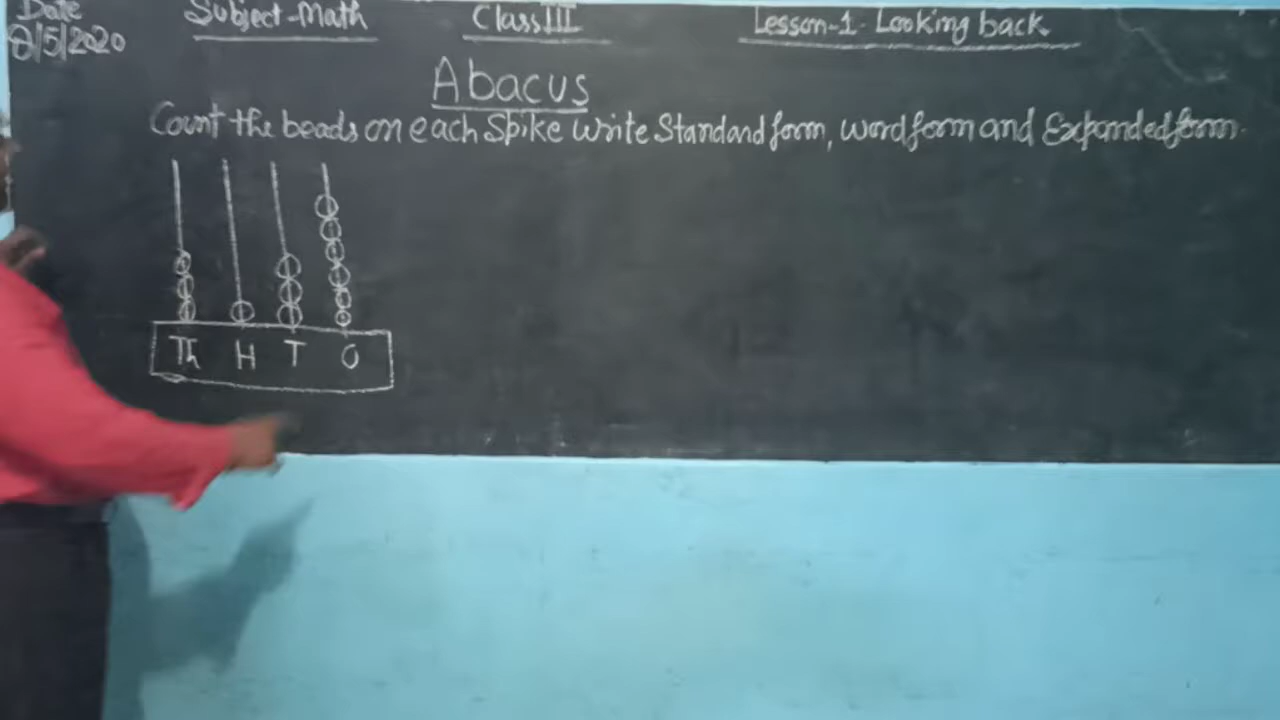 Date Subject-Math Class III Lesson-1- Looking back
8/5/2020
Abacus
Count the beads on each Spike Write Standard form, word form and Expanded form.
Th H T O